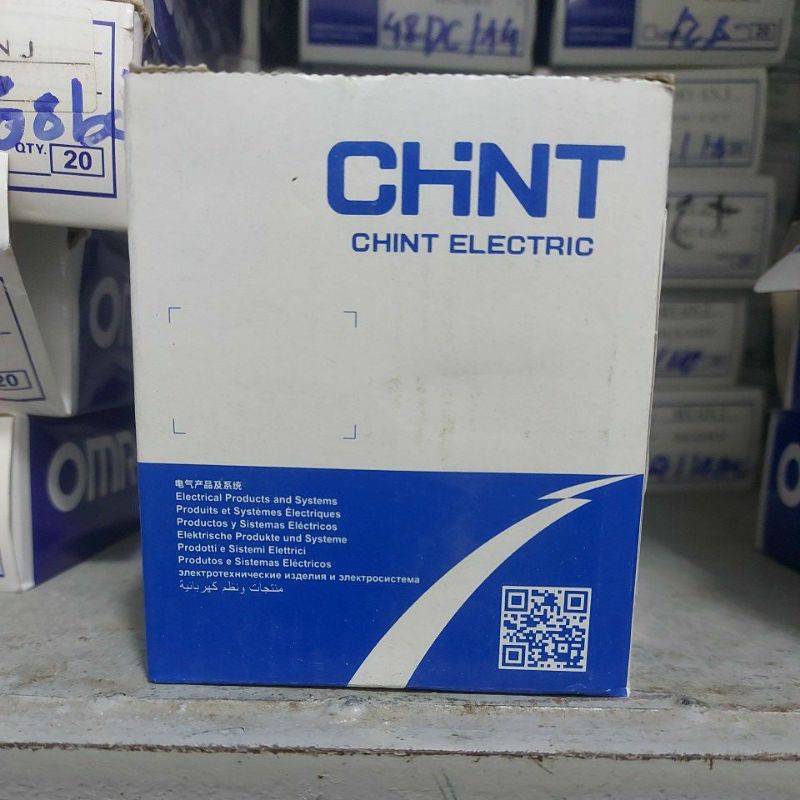 NJ
QTY. 20
48DC/14
20
20
CHINT
CHINT ELECTRIC
OMR
电气产品及系统
Electrical Products and Systems
Produits et Systèmes Électriques
Productos y Sistemas Eléctricos
Elektrische Produkte und Systeme
Prodotti e Sistemi Elettrici
Produtos e Sistemas Eléctricos
электротехнические изделия и электросистема
منتجات ونظم كهربائية